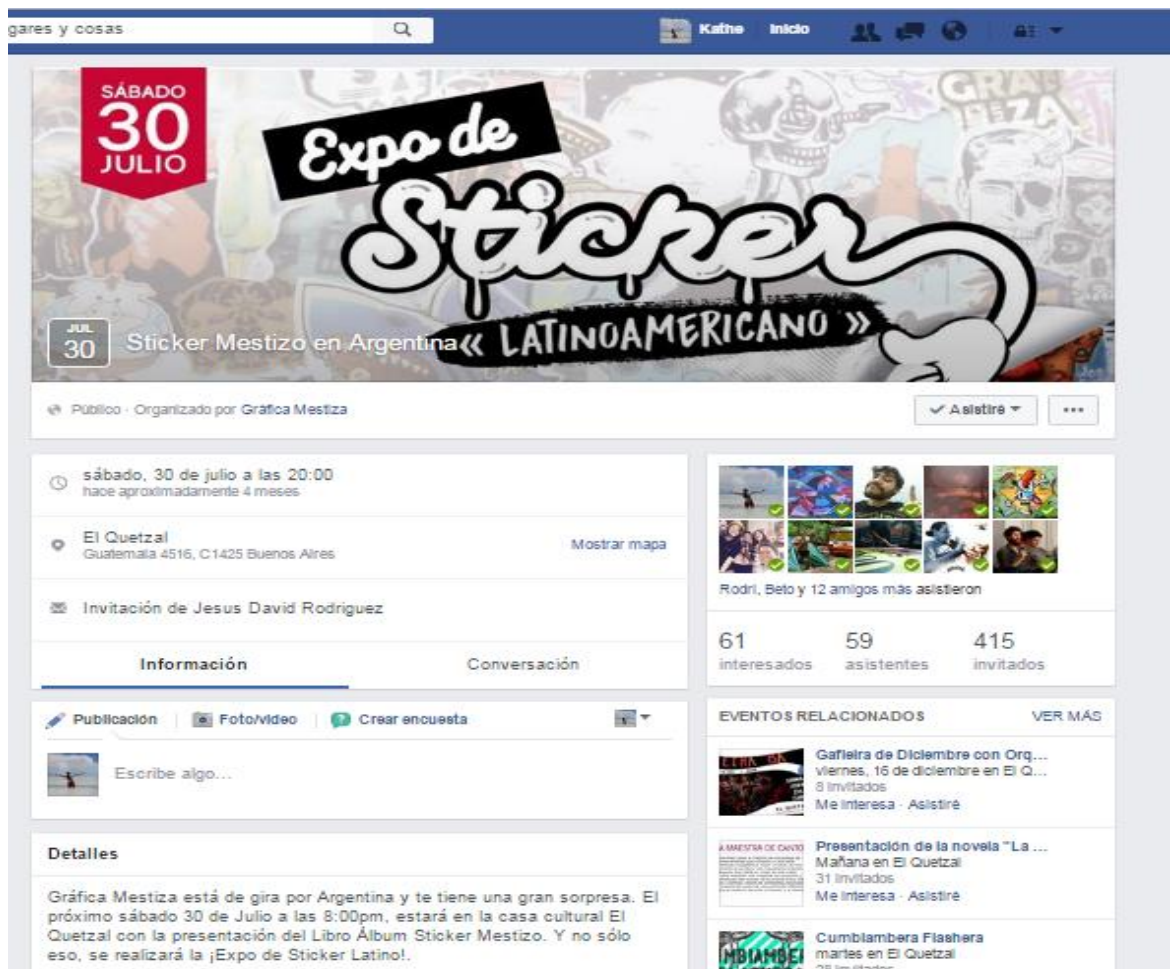 gares y cosas
Kathe Inicio
SÁBADO
30
JULIO
Expo de
Sticker
« LATINOAMERICANO »
GRAN
JUL
30
Sticker Mestizo en Argentina
Público · Organizado por Gráfica Mestiza
Asistiré
sábado, 30 de julio a las 20:00
hace aproximadamente 4 meses
El Quetzal
Guatemala 4516, C1425 Buenos Aires
Mostrar mapa
Invitación de Jesus David Rodriguez
Información Conversación
Publicación Foto/video Crear encuesta
Escribe algo...
Detalles
Gráfica Mestiza está de gira por Argentina y te tiene una gran sorpresa. El
próximo sábado 30 de Julio a las 8:00pm, estará en la casa cultural El
Quetzal con la presentación del Libro Álbum Sticker Mestizo. Y no sólo
eso, se realizará la ¡Expo de Sticker Latino!.
Rodri, Beto y 12 amigos más asistieron
61 59 415
interesados asistentes invitados
EVENTOS RELACIONADOS VER MÁS
Gafieira de Diciembre con Orq...
viernes, 16 de diciembre en El Q...
8 invitados
Me interesa · Asistiré
A MAESTRA DE CANTO
Presentación de la novela "La ...
Mañana en El Quetzal
31 invitados
Me interesa · Asistiré
Cumbiambera Flashera
martes en El Quetzal